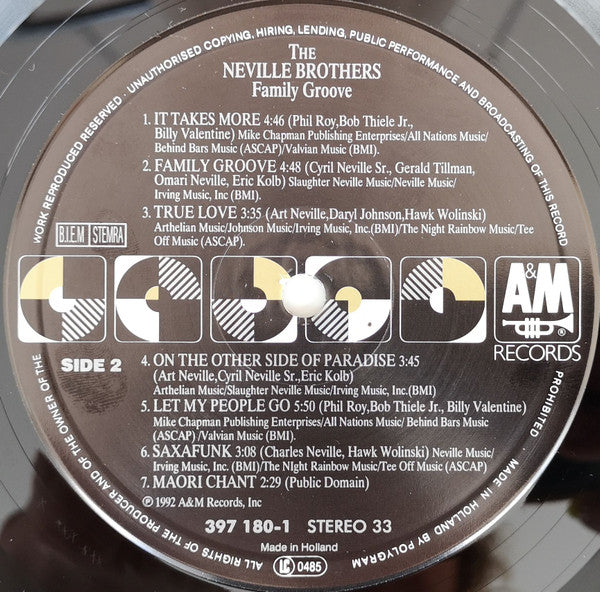 WORK REPRODUCED RESERVED · UNAUTHORISED COPYING, HIRING, LENDING, PUBLIC PERFORMANCE AND BROADCASTING OF THIS RECORD
PROHIBITED
THE
NEVILLE BROTHERS
Family Groove
1. IT TAKES MORE 4:46 (Phil Roy,Bob Thiele Jr.,
Billy Valentine) Mike Chapman Publishing Enterprises/All Nations Music/
Behind Bars Music (ASCAP)/Valvian Music (BMI).
2. FAMILY GROOVE 4:48 (Cyril Neville Sr., Gerald Tillman,
Omari Neville, Eric Kolb) Slaughter Neville Music/Neville Music/
Irving Music, Inc (BMI).
3. TRUE LOVE 3:35 (Art Neville,Daryl Johnson,Hawk Wolinski)
Arthelian Music/Johnson Music/Irving Music, Inc.(BMI)/The Night Rainbow Music/Tee
Off Music (ASCAP).
B.I.E.M STEMRA
A&M
®
RECORDS
SIDE 2
4. ON THE OTHER SIDE OF PARADISE 3:45
(Art Neville,Cyril Neville Sr.,Eric Kolb)
Arthelian Music/Slaughter Neville Music/Irving Music, Inc.(BMI)
5. LET MY PEOPLE GO 5:50 (Phil Roy,Bob Thiele Jr., Billy Valentine)
Mike Chapman Publishing Enterprises/All Nations Music/ Behind Bars Music
(ASCAP)/Valvian Music (BMI).
6. SAXAFUNK 3:08 (Charles Neville, Hawk Wolinski) Neville Music/
Irving Music, Inc. (BMI)/The NIght Rainbow Music/Tee Off Music (ASCAP)
7. MAORI CHANT 2:29 (Public Domain)
℗1992 A&M Records, Inc
397 180-1 STEREO 33
Made in Holland
LC 0485
ALL RIGHTS OF THE PRODUCER AND OF THE OWNER OF THE
MADE IN HOLLAND BY POLYGRAM